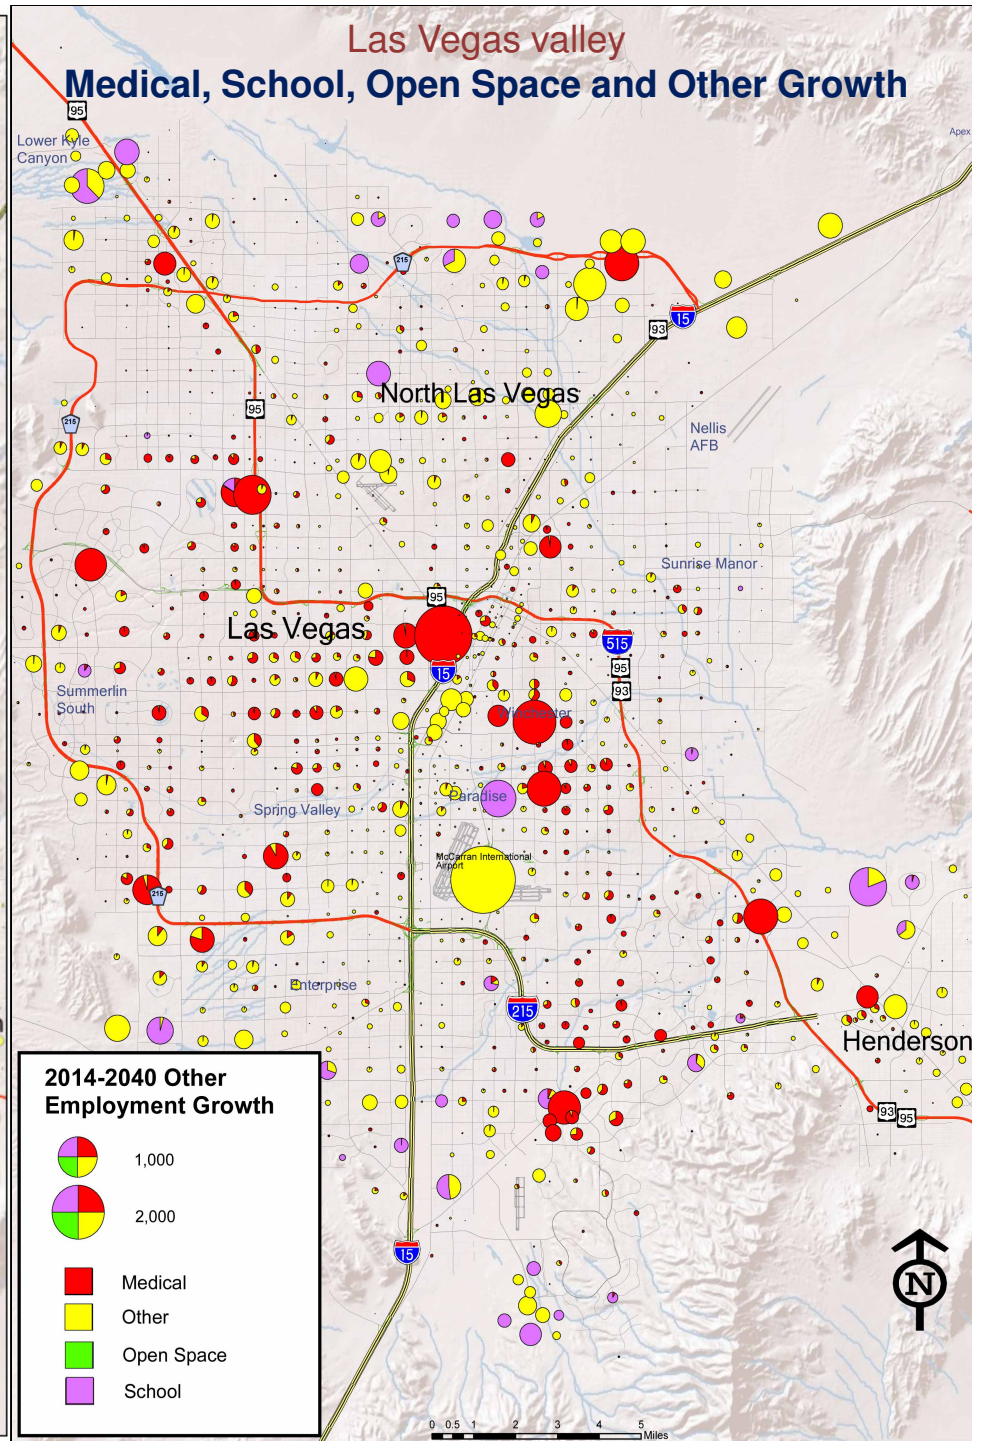 Las Vegas valley
Medical, School, Open Space and Other Growth
95
Lower Kyle
Canyon
Apex
215
15
93
North Las Vegas
95
215
Nellis
AFB
Sunrise Manor
95
Las Vegas
515
15
95
93
Summerlin
South
Winchester
Paradise
Spring Valley
McCarran International
Airport
215
Enterprise
215
Henderson
2014-2040 Other
Employment Growth
1,000
2,000
Medical
Other
Open Space
School
93
95
15
N
0 0.5 1 2 3 4 5
Miles